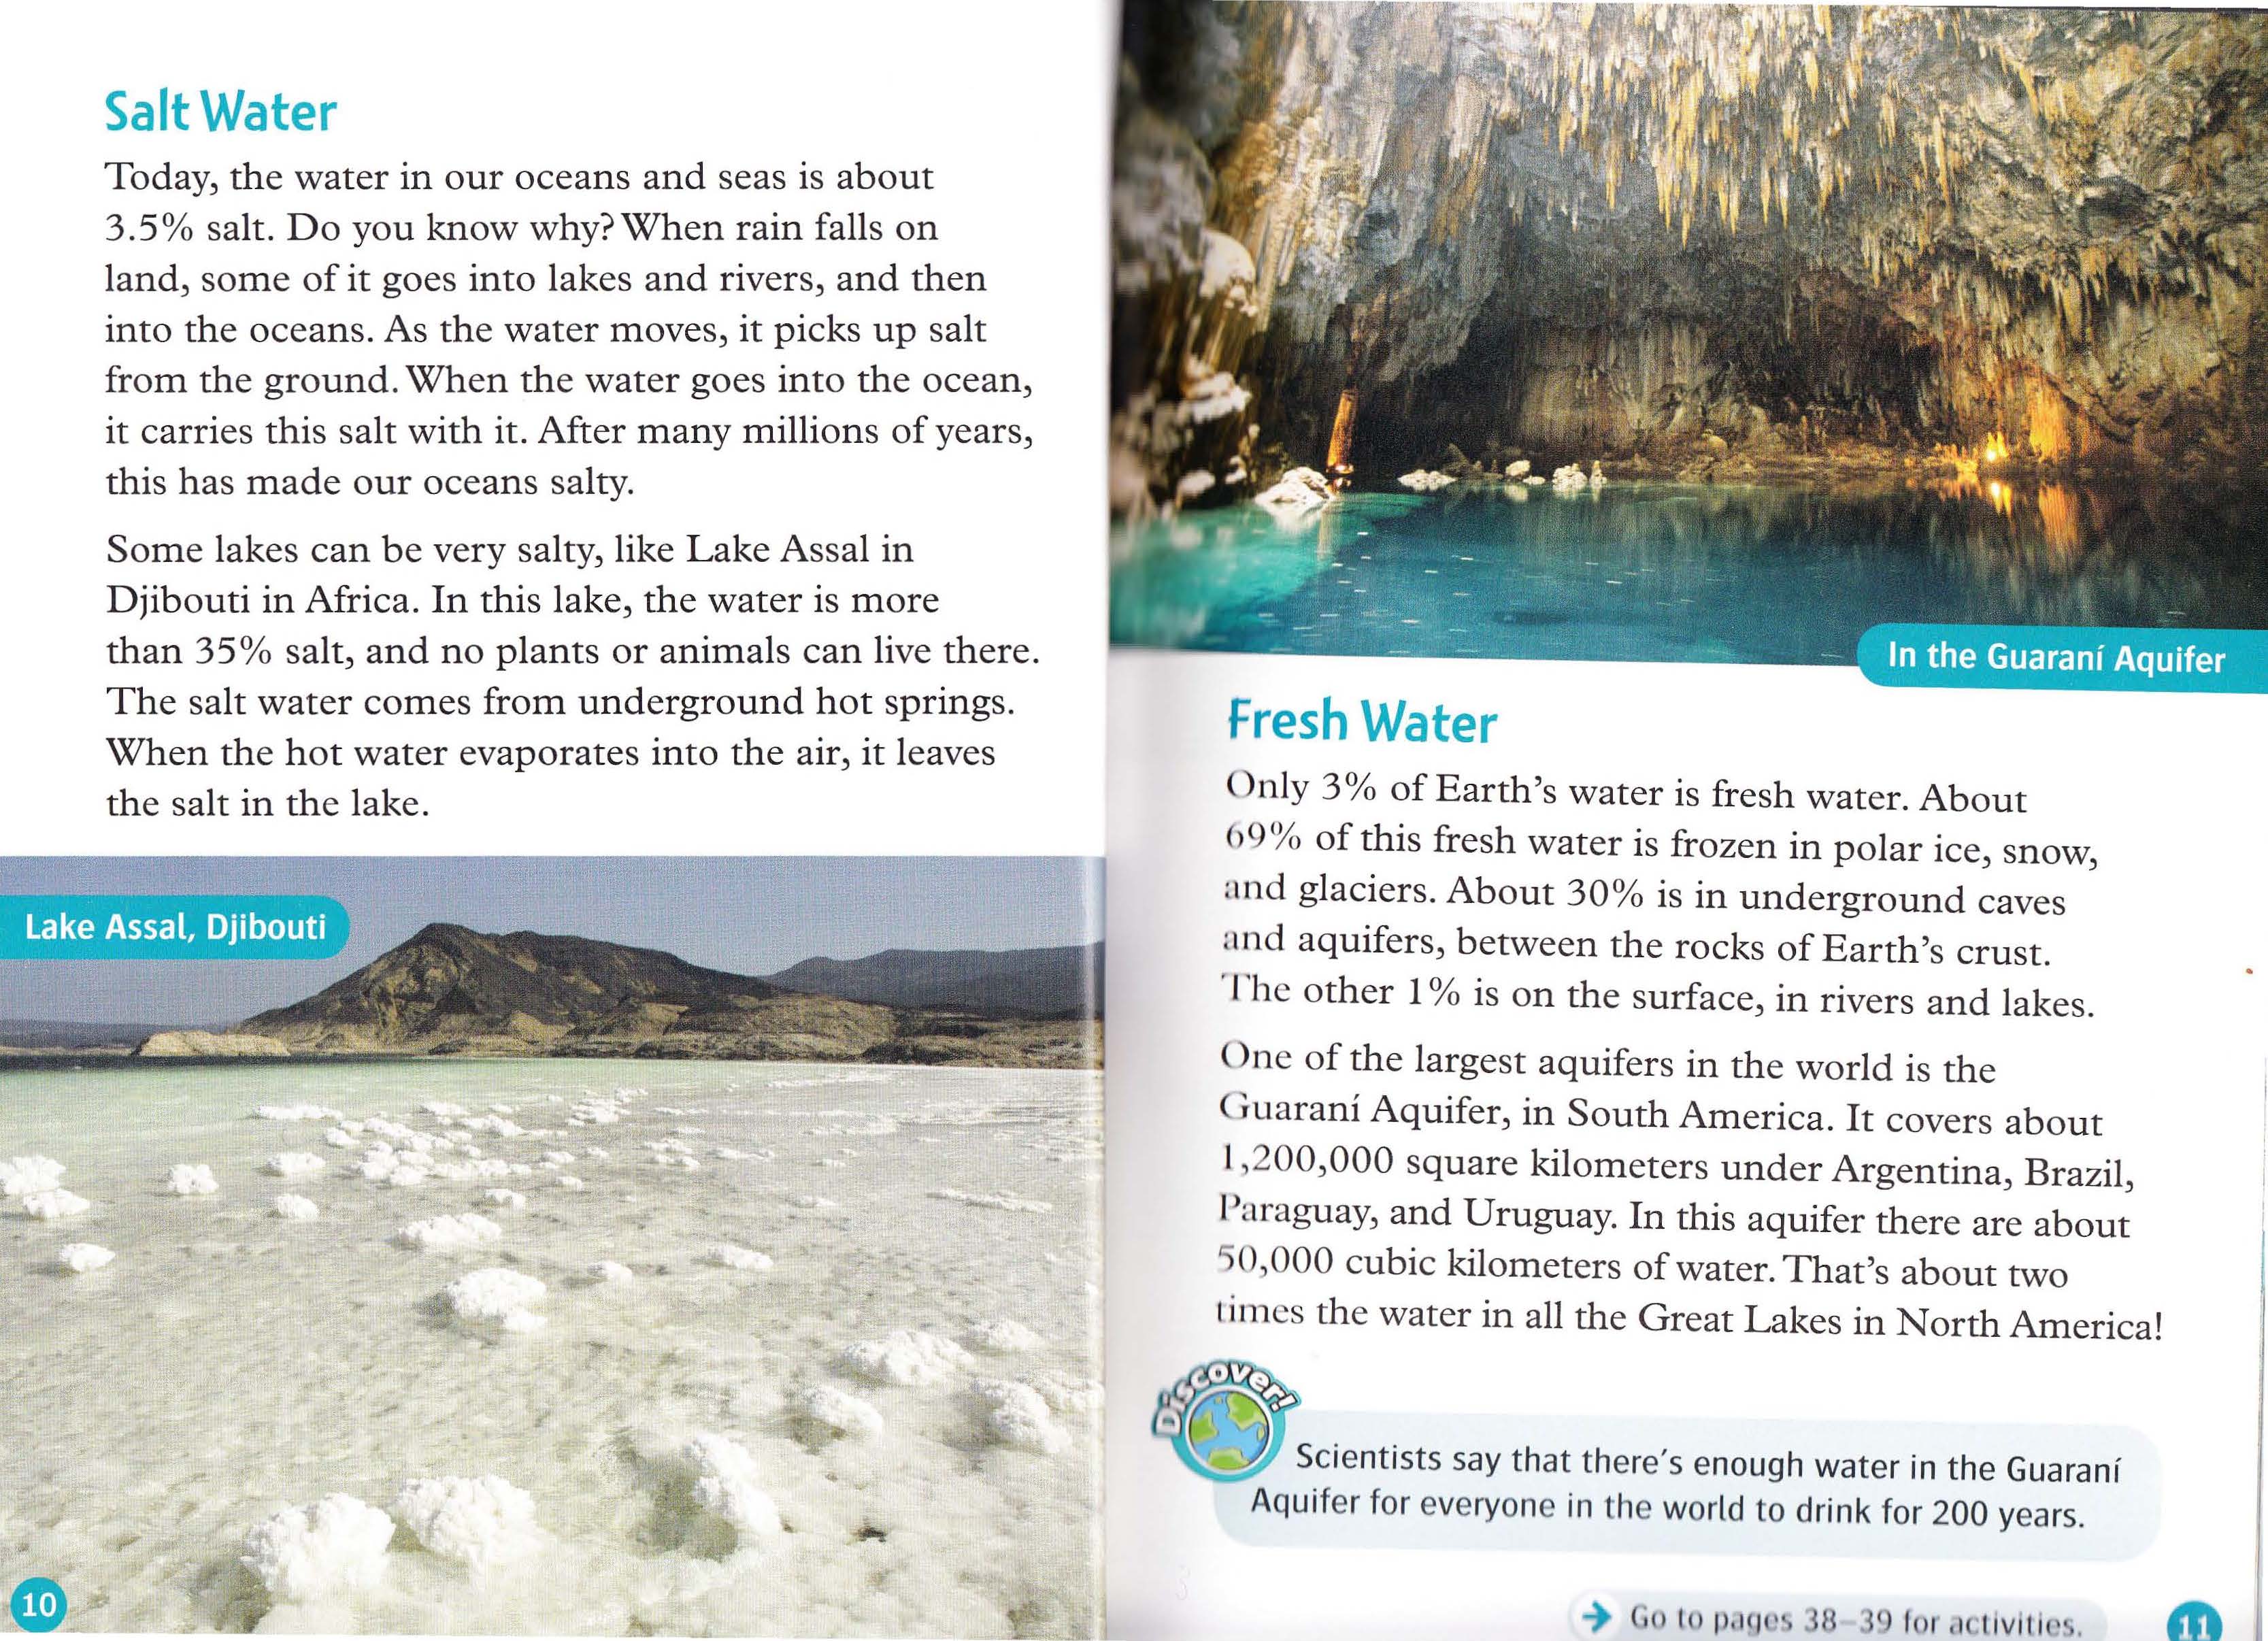 Salt Water
Today, the water in our oceans and seas is about
3.5% salt. Do you know why? When rain falls on
land, some of it goes into lakes and rivers, and then
into the oceans. As the water moves, it picks up salt
from the ground. When the water goes into the ocean,
it carries this salt with it. After many millions of years,
this has made our oceans salty.
Some lakes can be very salty, like Lake Assal in
Djibouti in Africa. In this lake, the water is more
than 35% salt, and no plants or animals can live there.
The salt water comes from underground hot springs.
When the hot water evaporates into the air, it leaves
the salt in the lake.
Lake Assal, Djibouti
10
In the Guaraní Aquifer
Fresh Water
Only 3% of Earth's water is fresh water. About
69% of this fresh water is frozen in polar ice, snow,
and glaciers. About 30% is in underground caves
and aquifers, between the rocks of Earth's crust.
The other 1% is on the surface, in rivers and lakes.
One of the largest aquifers in the world is the
Guaraní Aquifer, in South America. It covers about
1,200,000 square kilometers under Argentina, Brazil,
Paraguay, and Uruguay. In this aquifer there are about
50,000 cubic kilometers of water. That's about two
times the water in all the Great Lakes in North America!
Discover!
Scientists say that there's enough water in the Guaraní
Aquifer for everyone in the world to drink for 200 years.
Go to pages 38–39 for activities.
11